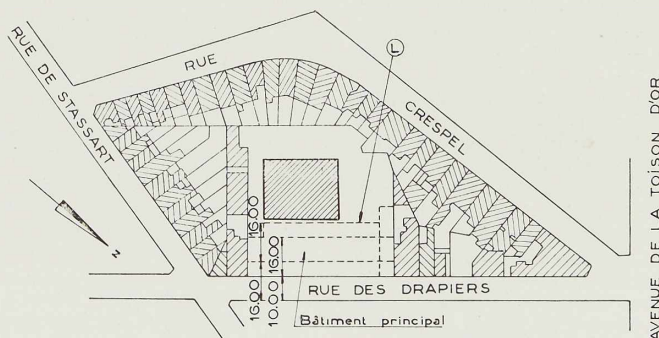 RUE DE STASSART
RUE CRESPEL
L
AVENUE DE LA TOISON D'OR
N
16.00
16.00
16.00
10.00
RUE DES DRAPIERS
Bâtiment principal